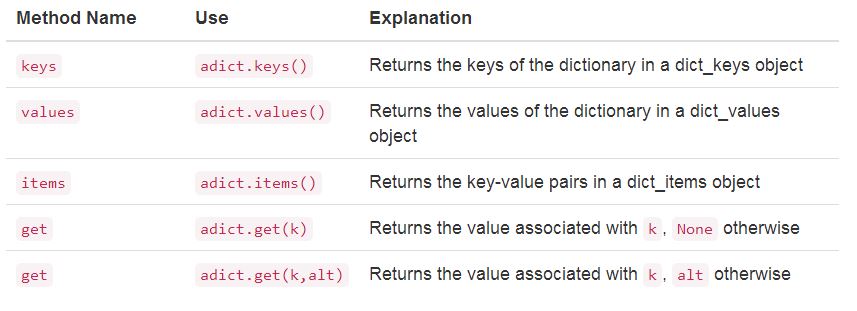 Method Name Use Explanation
keys adict.keys() Returns the keys of the dictionary in a dict_keys object
values adict.values() Returns the values of the dictionary in a dict_values
object
items adict.items() Returns the key-value pairs in a dict_items object
get adict.get(k) Returns the value associated with k, None otherwise
get adict.get(k,alt) Returns the value associated with k, alt otherwise